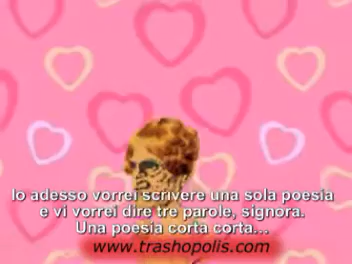 Io adesso vorrei scrivere una sola poesia
e vi vorrei dire tre parole, signora.
Una poesia corta corta...
www.trashopolis.com